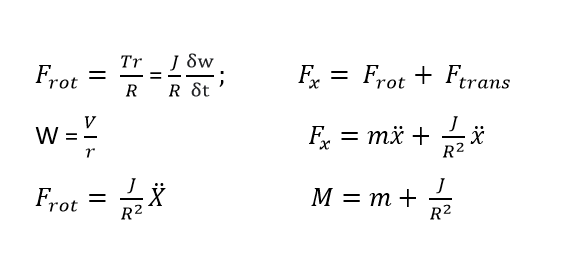 F_rot = Tr/R = J/R δw/δt ;
W = V/r
F_rot = J/R² Ẍ
F_x = F_rot + F_trans
F_x = mẍ + J/R² ẍ
M = m + J/R²